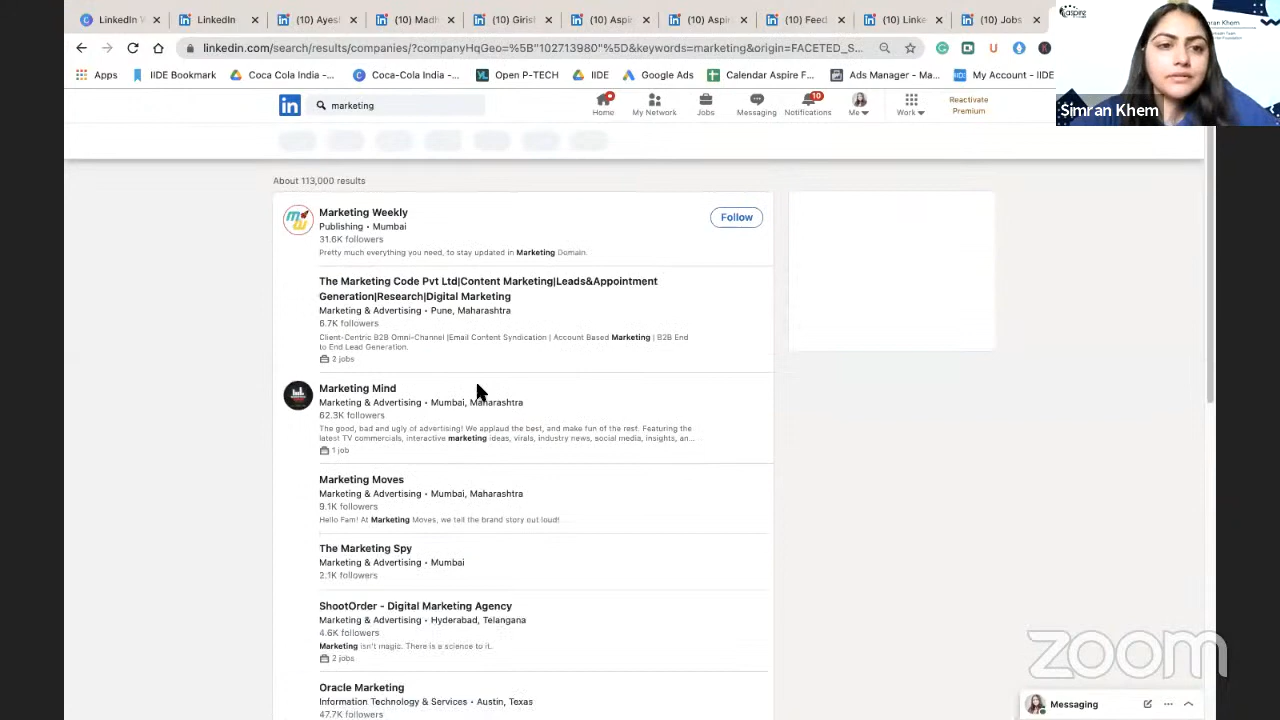 LinkedIn
LinkedIn
(10) Ayes
(10) Madh
(10) Girist
(10) Aspir
(10) Aspir
(10) Feed
(10) Linke
(10) Jobs
linkedin.com/search/results/companies/?companyHqGeo=
&keywords=marketing&origin=
Apps
IIDE Bookmark
Coca Cola India -...
Coca-Cola India -...
Open P-TECH
IIDE
Google Ads
Calendar Aspire F...
Ads Manager - Ma...
My Account - IIDE
Simran Khem
in
marketing
Home
My Network
Jobs
Messaging
10
Notifications
Me
Work
Reactivate
Premium
About 113,000 results
Marketing Weekly
Follow
Publishing • Mumbai
31.6K followers
Pretty much everything you need, to stay updated in Marketing Domain.
The Marketing Code Pvt Ltd|Content Marketing|Leads&Appointment
Generation|Research|Digital Marketing
Marketing & Advertising • Pune, Maharashtra
6.7K followers
Client-Centric B2B Omni-Channel |Email Content Syndication | Account Based Marketing | B2B End
to End Lead Generation.
2 jobs
Marketing Mind
Marketing & Advertising • Mumbai, Maharashtra
62.3K followers
The good, bad and ugly of advertising! We applaud the best, and make fun of the rest. Featuring the
latest TV commercials, interactive marketing ideas, virals, industry news, social media, insights, an...
1 job
Marketing Moves
Marketing & Advertising • Mumbai, Maharashtra
9.1K followers
Hello Fam! At Marketing Moves, we tell the brand story out loud!
The Marketing Spy
Marketing & Advertising • Mumbai
2.1K followers
ShootOrder - Digital Marketing Agency
Marketing & Advertising • Hyderabad, Telangana
4.6K followers
Marketing isn't magic. There is a science to it.
2 jobs
Oracle Marketing
Information Technology & Services • Austin, Texas
47.7K followers
zoom
Messaging